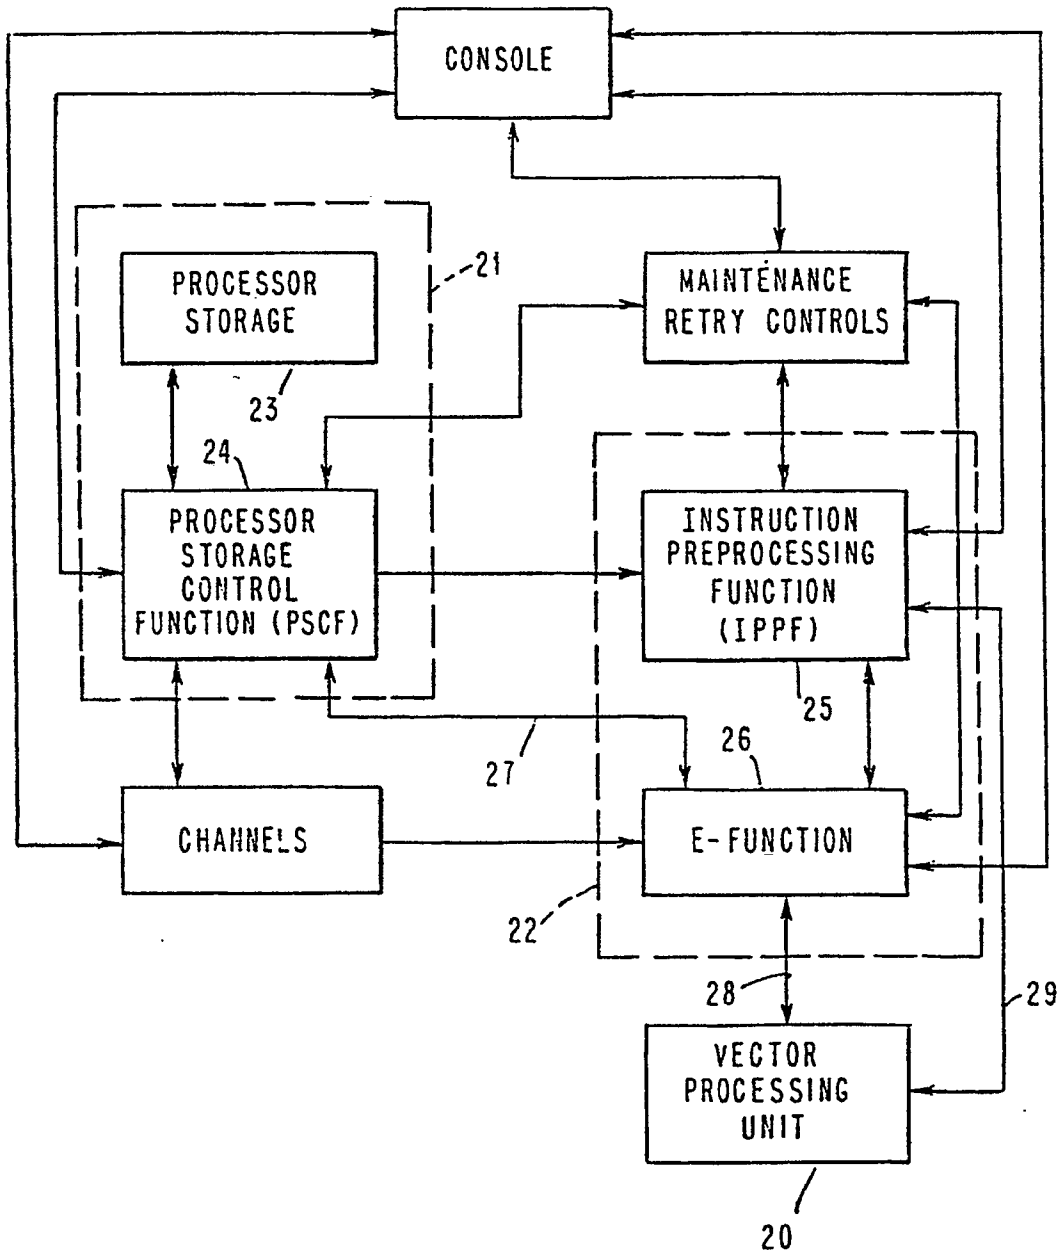 CONSOLE
21
PROCESSOR
STORAGE
23
MAINTENANCE
RETRY CONTROLS
24
PROCESSOR
STORAGE
CONTROL
FUNCTION (PSCF)
INSTRUCTION
PREPROCESSING
FUNCTION
(IPPF)
25
27
26
CHANNELS
E-FUNCTION
22
28
29
VECTOR
PROCESSING
UNIT
20